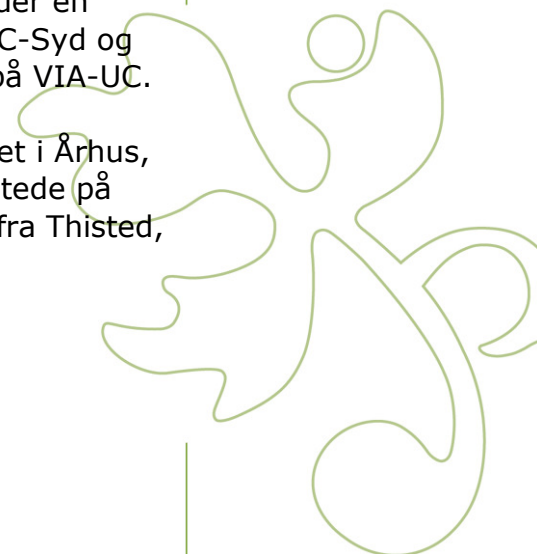 der en
C-Syd og
på VIA-UC.
et i Århus,
tede på
fra Thisted,